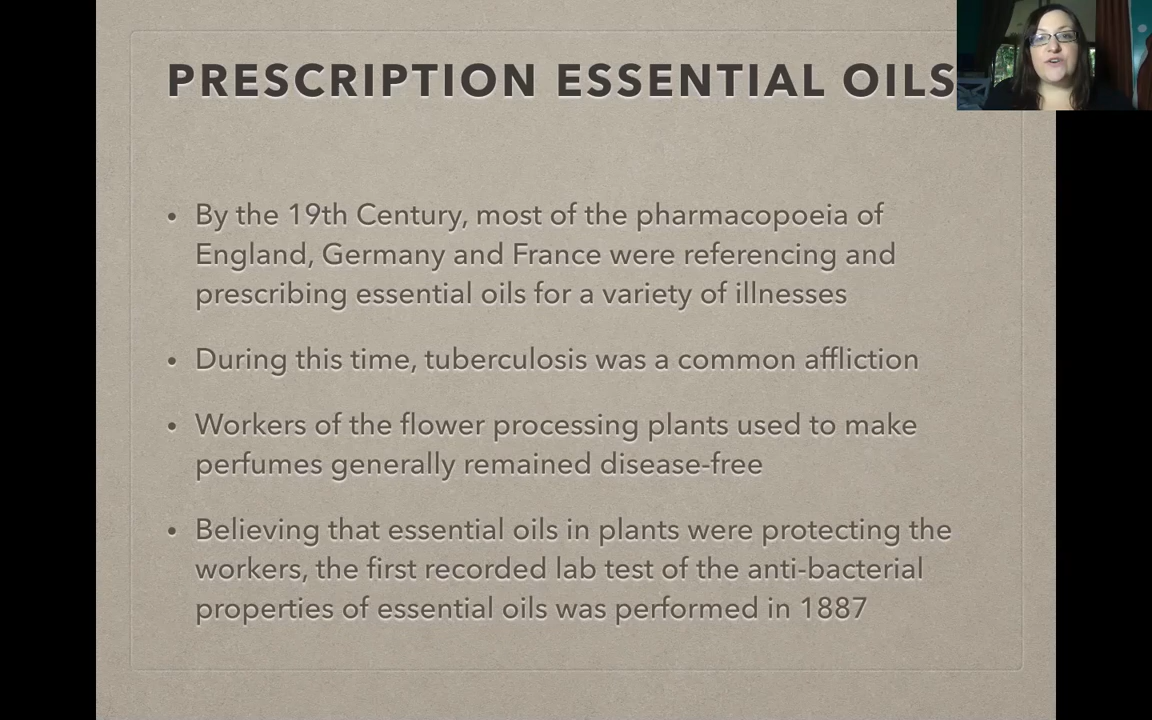 PRESCRIPTION ESSENTIAL OILS
• By the 19th Century, most of the pharmacopoeia of
England, Germany and France were referencing and
prescribing essential oils for a variety of illnesses
• During this time, tuberculosis was a common affliction
• Workers of the flower processing plants used to make
perfumes generally remained disease-free
• Believing that essential oils in plants were protecting the
workers, the first recorded lab test of the anti-bacterial
properties of essential oils was performed in 1887